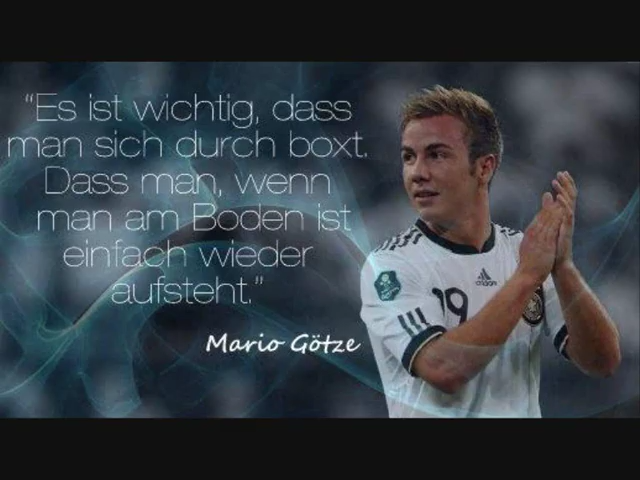 “Es ist wichtig, dass
man sich durch boxt.
Dass man, wenn
man am Boden ist
einfach wieder
aufsteht.”
Mario Götze
adidas
19